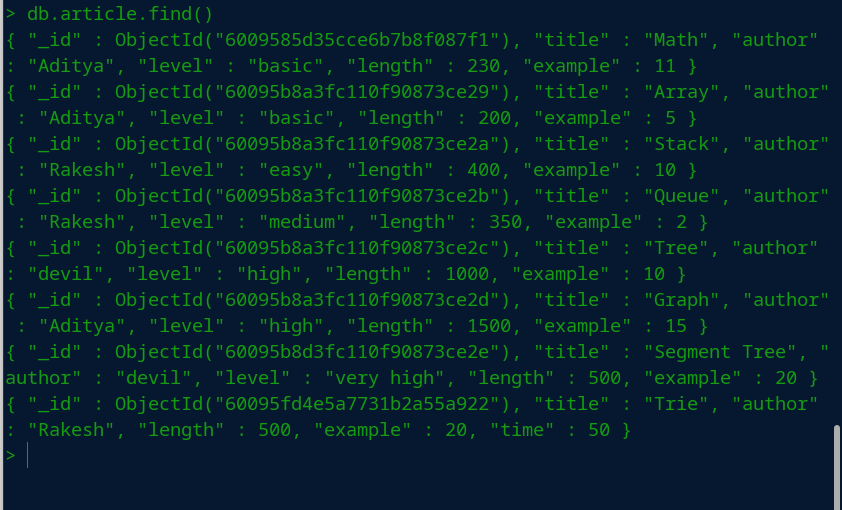 > db.article.find()
{ "_id" : ObjectId("6009585d35cce6b7b8f087f1"), "title" : "Math", "author"
: "Aditya", "level" : "basic", "length" : 230, "example" : 11 }
{ "_id" : ObjectId("60095b8a3fc110f90873ce29"), "title" : "Array", "author"
 : "Aditya", "level" : "basic", "length" : 200, "example" : 5 }
{ "_id" : ObjectId("60095b8a3fc110f90873ce2a"), "title" : "Stack", "author"
 : "Rakesh", "level" : "easy", "length" : 400, "example" : 10 }
{ "_id" : ObjectId("60095b8a3fc110f90873ce2b"), "title" : "Queue", "author"
 : "Rakesh", "level" : "medium", "length" : 350, "example" : 2 }
{ "_id" : ObjectId("60095b8a3fc110f90873ce2c"), "title" : "Tree", "author"
: "devil", "level" : "high", "length" : 1000, "example" : 10 }
{ "_id" : ObjectId("60095b8a3fc110f90873ce2d"), "title" : "Graph", "author"
 : "Aditya", "level" : "high", "length" : 1500, "example" : 15 }
{ "_id" : ObjectId("60095b8d3fc110f90873ce2e"), "title" : "Segment Tree", "
author" : "devil", "level" : "very high", "length" : 500, "example" : 20 }
{ "_id" : ObjectId("60095fd4e5a7731b2a55a922"), "title" : "Trie", "author"
: "Rakesh", "length" : 500, "example" : 20, "time" : 50 }
>